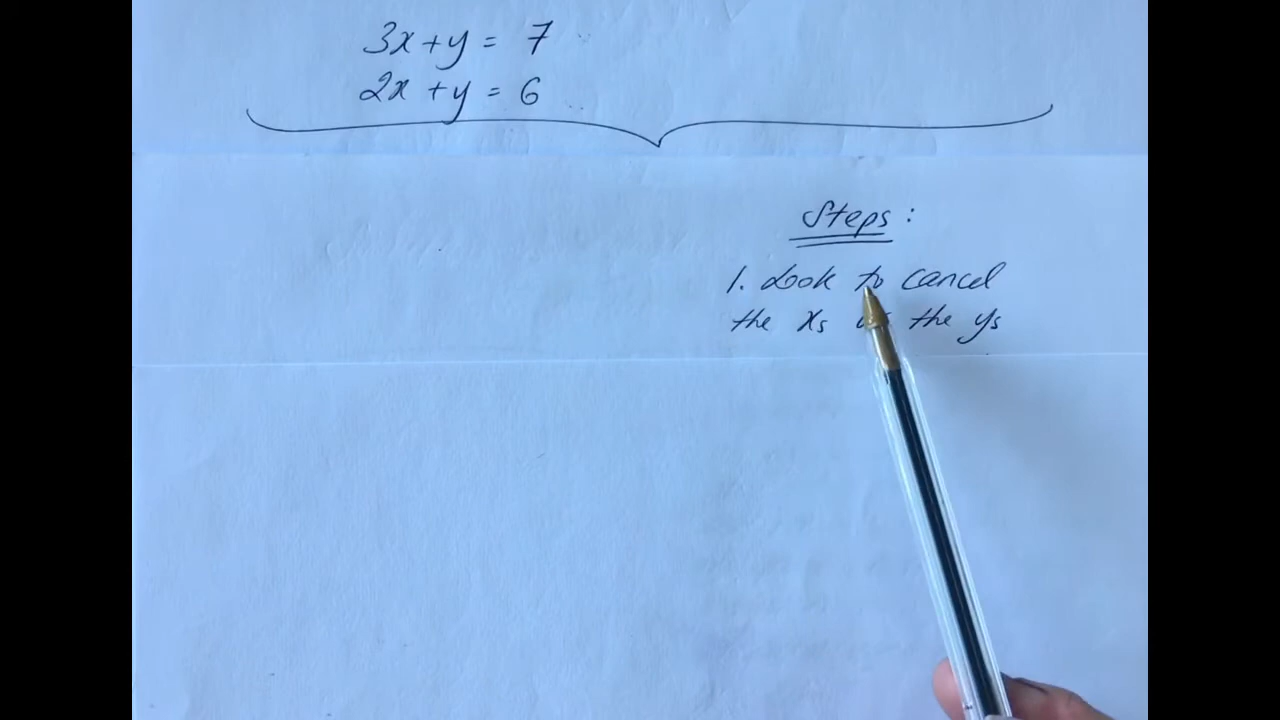 3x + y = 7
2x + y = 6
Steps:
1. Look to cancel
the xs the ys